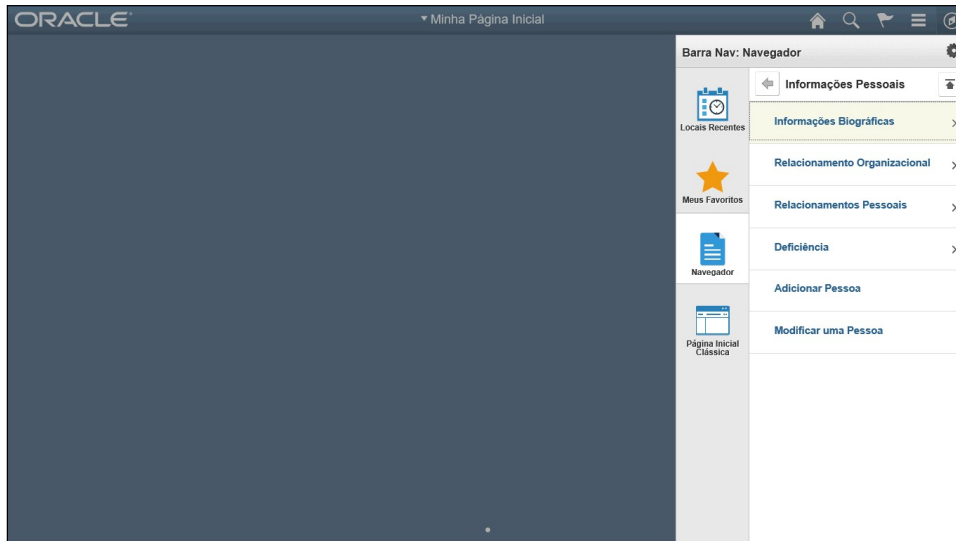 ORACLE
Minha Página Inicial
Barra Nav: Navegador
Informações Pessoais
Locais Recentes
Informações Biográficas
Relacionamento Organizacional
Meus Favoritos
Relacionamentos Pessoais
Navegador
Deficiência
Adicionar Pessoa
Página Inicial
Clássica
Modificar uma Pessoa